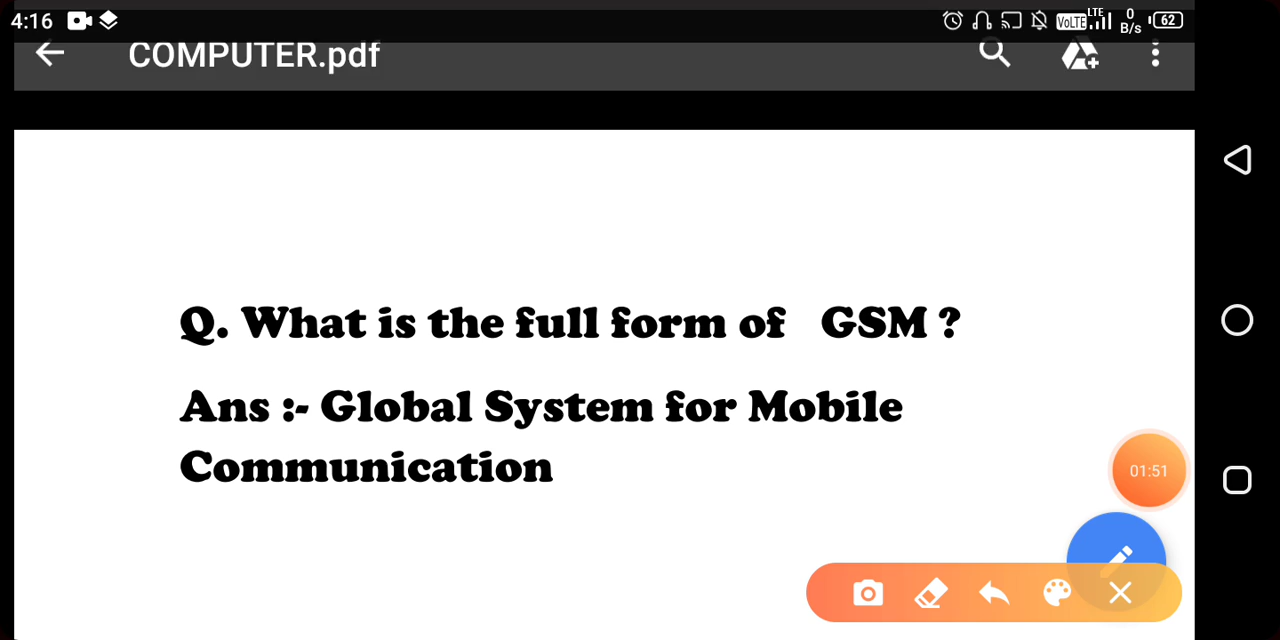 4:16 VoLTE LTE 0 B/s 62
COMPUTER.pdf
Q. What is the full form of GSM ?
Ans :- Global System for Mobile
Communication
01:51